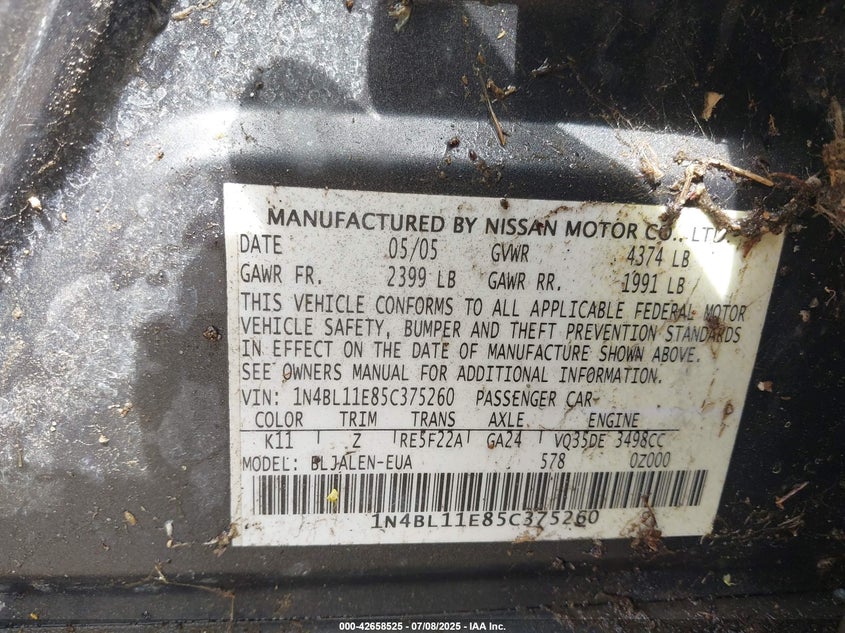 MANUFACTURED BY NISSAN MOTOR CO., LTD.
DATE 05/05 GVWR 4374 LB
GAWR FR. 2399 LB GAWR RR. 1991 LB
THIS VEHICLE CONFORMS TO ALL APPLICABLE FEDERAL MOTOR
VEHICLE SAFETY, BUMPER AND THEFT PREVENTION STANDARDS
IN EFFECT ON THE DATE OF MANUFACTURE SHOWN ABOVE.
SEE OWNERS MANUAL FOR ADDITIONAL INFORMATION.
VIN: 1N4BL11E85C375260 PASSENGER CAR
COLOR TRIM TRANS AXLE ENGINE
K11 Z RE5F22A GA24 VQ35DE 3498CC
MODEL: BLJALEN-EUA 578 0Z000
1N4BL11E85C375260
000-42658525 | 07/08/2025 - IAA Inc.